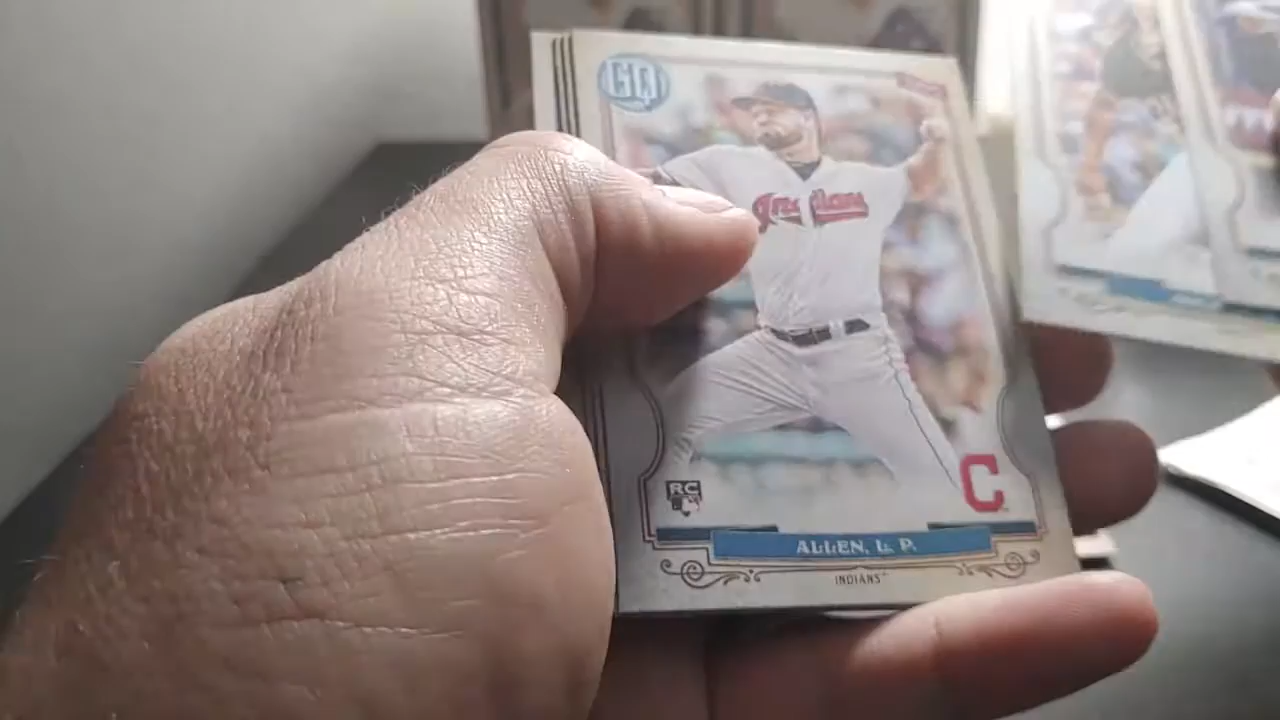 GQ
Indians
C
RC
ALLEN, L. P.
INDIANS